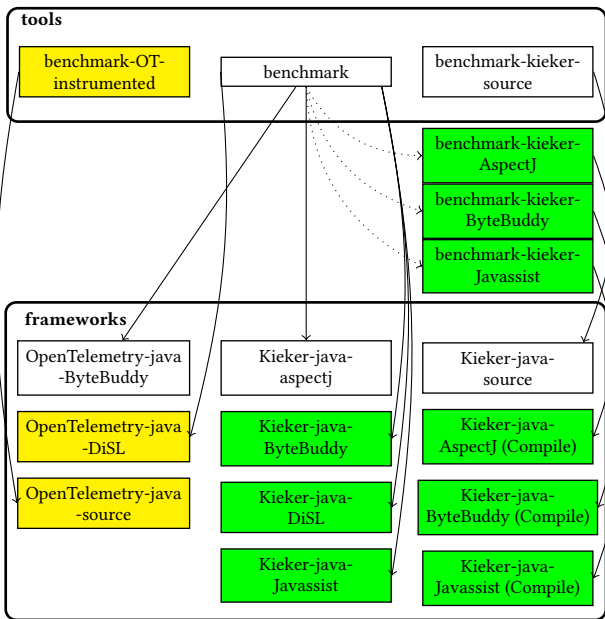 tools
benchmark-OT-
instrumented
benchmark
benchmark-kieker-
source
benchmark-kieker-
AspectJ
benchmark-kieker-
ByteBuddy
benchmark-kieker-
Javassist
frameworks
OpenTelemetry-java
-ByteBuddy
Kieker-java-
aspectj
Kieker-java-
source
OpenTelemetry-java
-DiSL
Kieker-java-
ByteBuddy
Kieker-java-
AspectJ (Compile)
OpenTelemetry-java
-source
Kieker-java-
DiSL
Kieker-java-
ByteBuddy (Compile)
Kieker-java-
Javassist
Kieker-java-
Javassist (Compile)